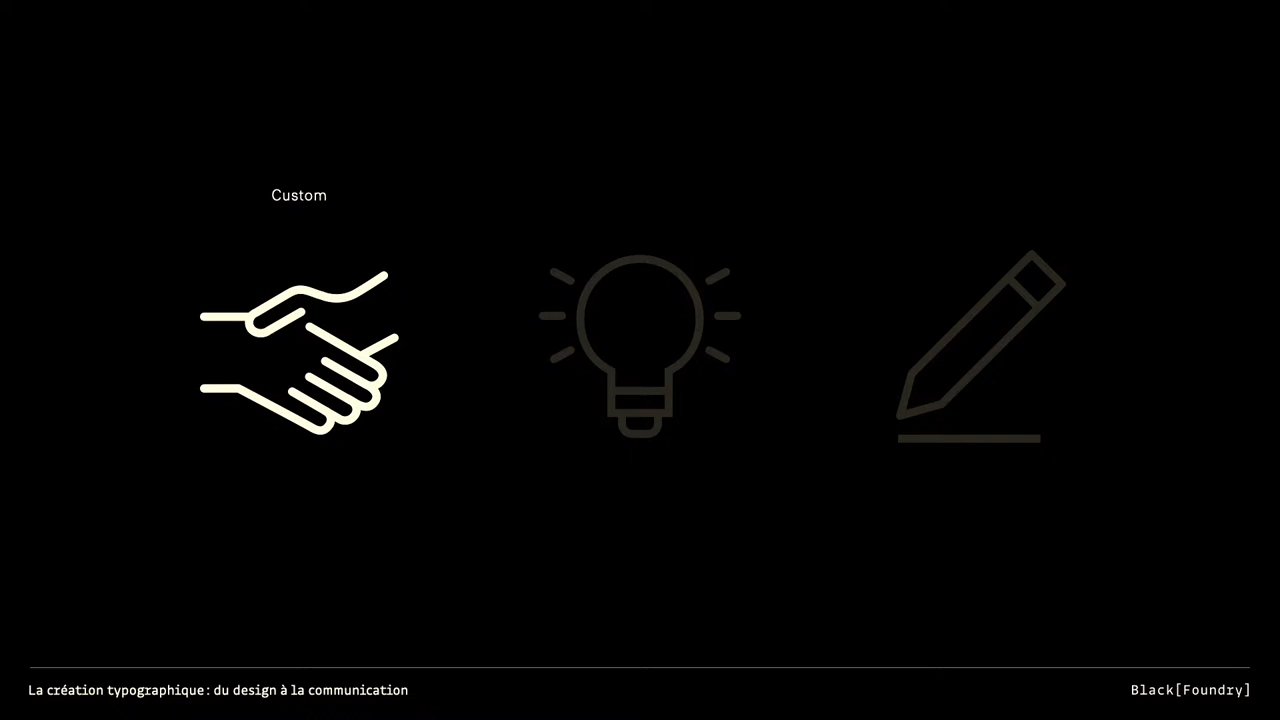 Custom
La création typographique : du design à la communication
Black[Foundry]